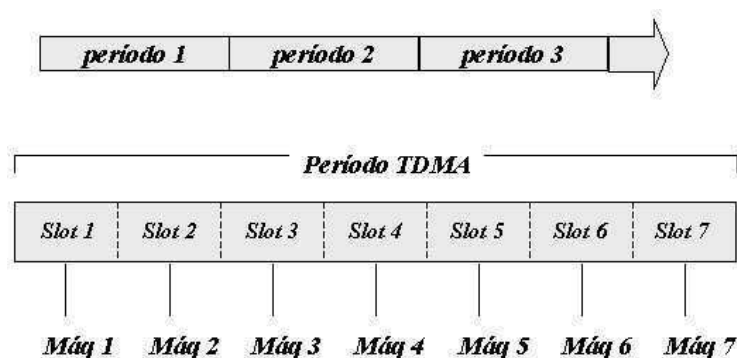 período 1 período 2 período 3
Período TDMA
Slot 1 Slot 2 Slot 3 Slot 4 Slot 5 Slot 6 Slot 7
Máq 1 Máq 2 Máq 3 Máq 4 Máq 5 Máq 6 Máq 7